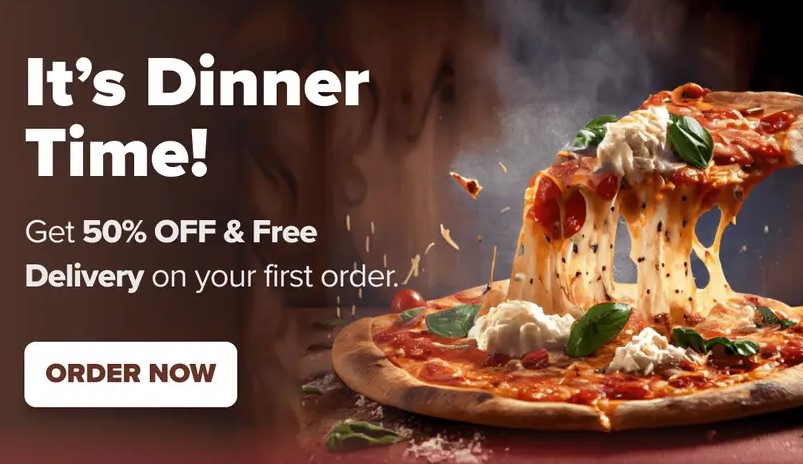 It's Dinner
Time!
Get 50% OFF & Free
Delivery on your first order.
ORDER NOW